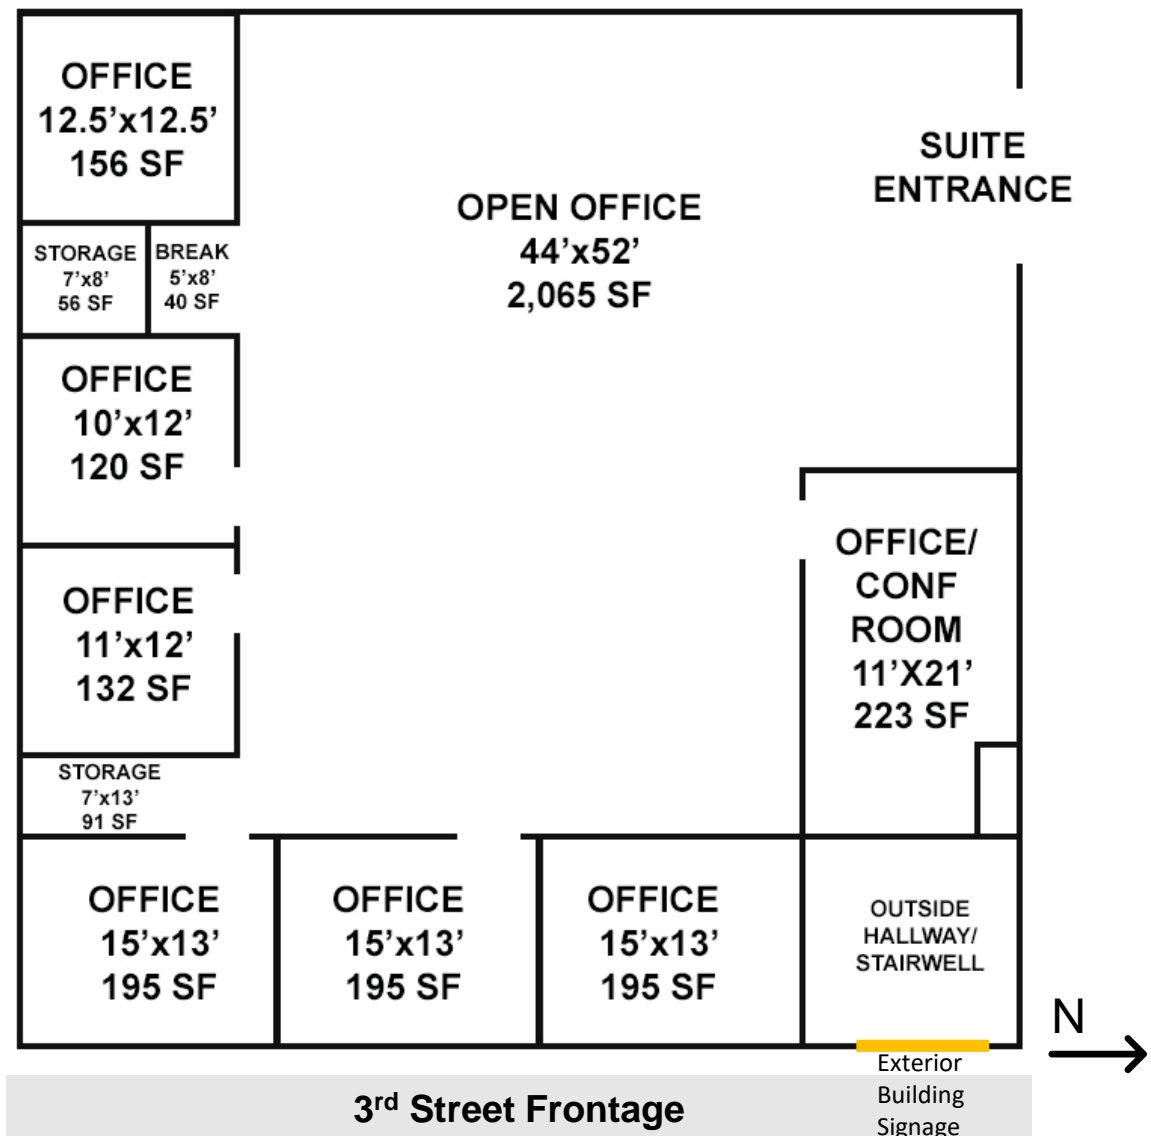 OFFICE
12.5’x12.5’
156 SF
SUITE
ENTRANCE
OPEN OFFICE
44’x52’
2,065 SF
STORAGE
7’x8’
56 SF
BREAK
5’x8’
40 SF
OFFICE
10’x12’
120 SF
OFFICE/
CONF
ROOM
11’X21’
223 SF
OFFICE
11’x12’
132 SF
STORAGE
7’x13’
91 SF
OFFICE
15’x13’
195 SF
OFFICE
15’x13’
195 SF
OFFICE
15’x13’
195 SF
OUTSIDE
HALLWAY/
STAIRWELL
N
Exterior
Building
Signage
3rd Street Frontage